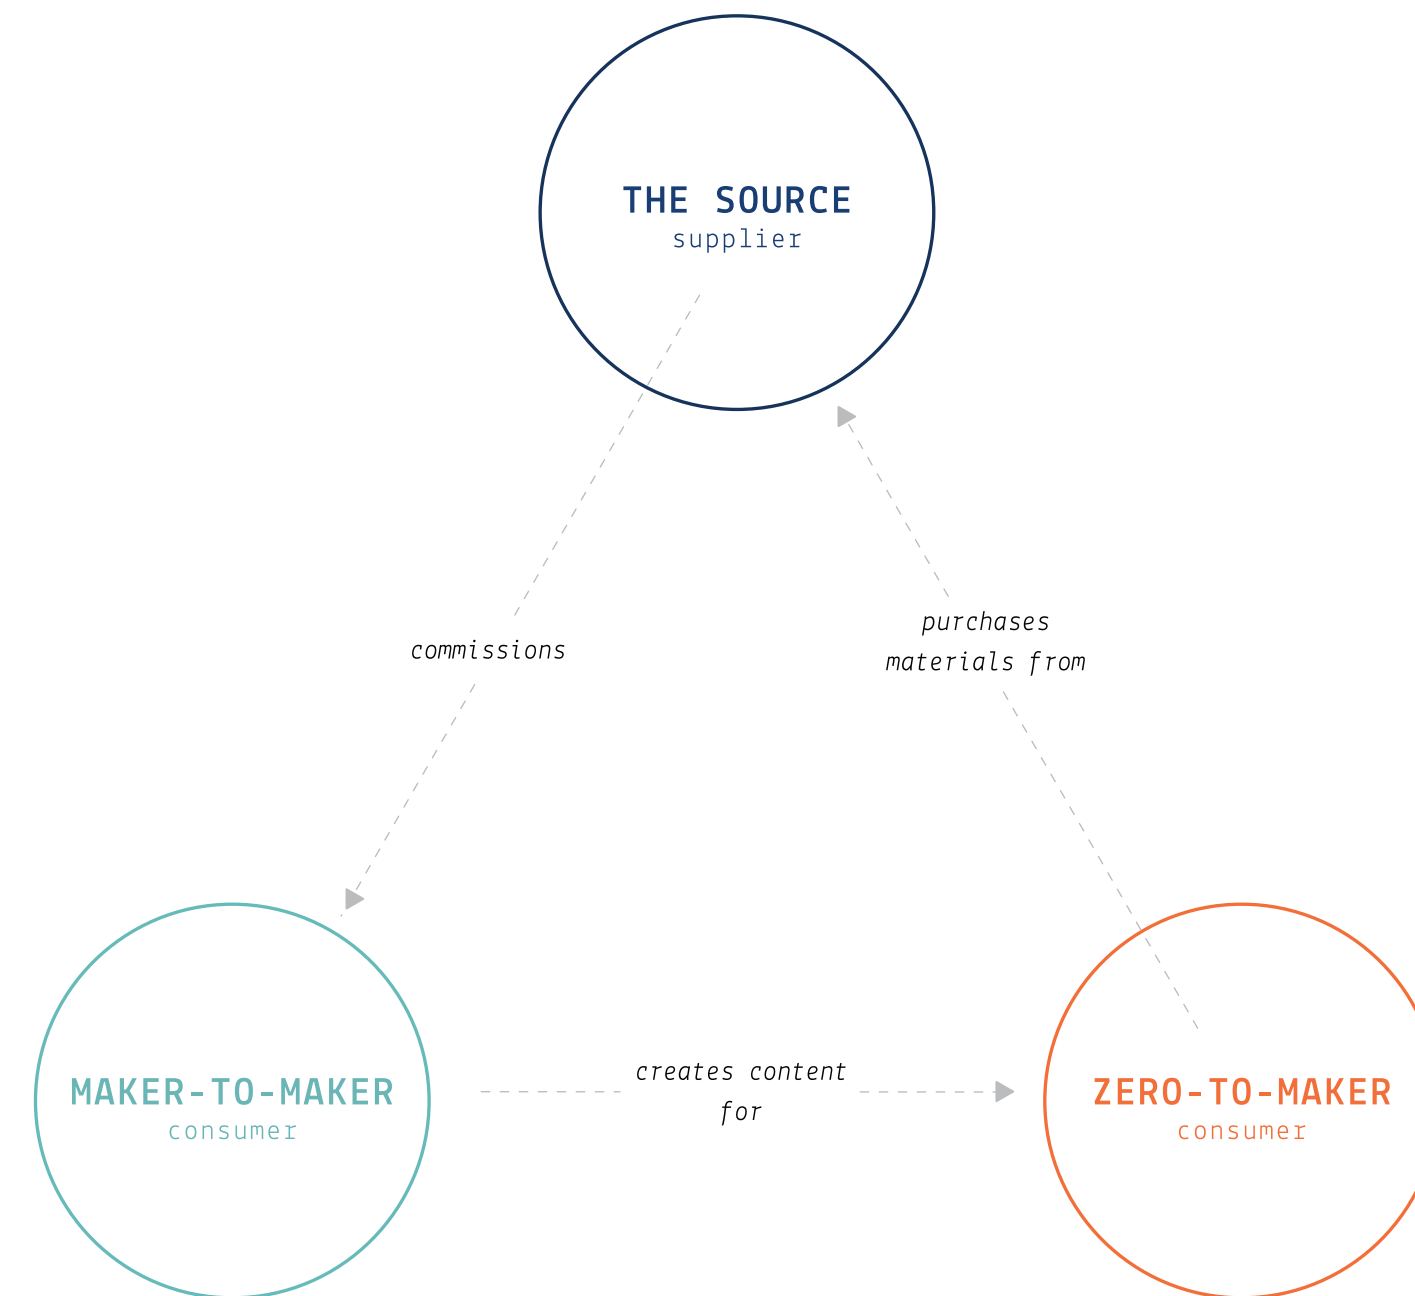 THE SOURCE
supplier
commissions
purchases
materials from
MAKER-TO-MAKER
consumer
creates content
for
ZERO-TO-MAKER
consumer